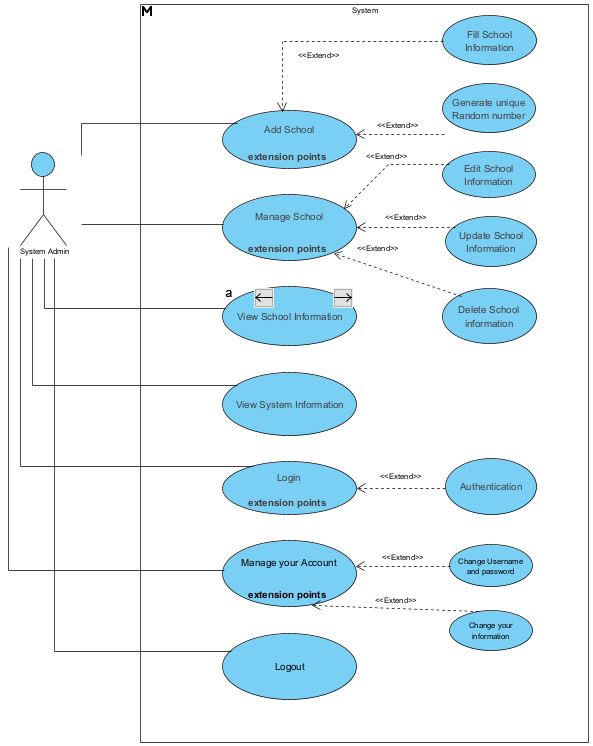 M
System
Fill School
Information
<<Extend>>
Generate unique
Random number
Add School
extension points
<<Extend>>
<<Extend>>
Edit School
Information
Manage School
extension points
<<Extend>>
Update School
Information
<<Extend>>
System Admin
a
View School Information
Delete School
information
View System Information
Login
extension points
<<Extend>>
Authentication
Manage your Account
extension points
<<Extend>>
Change Username
and password
<<Extend>>
Change your
information
Logout